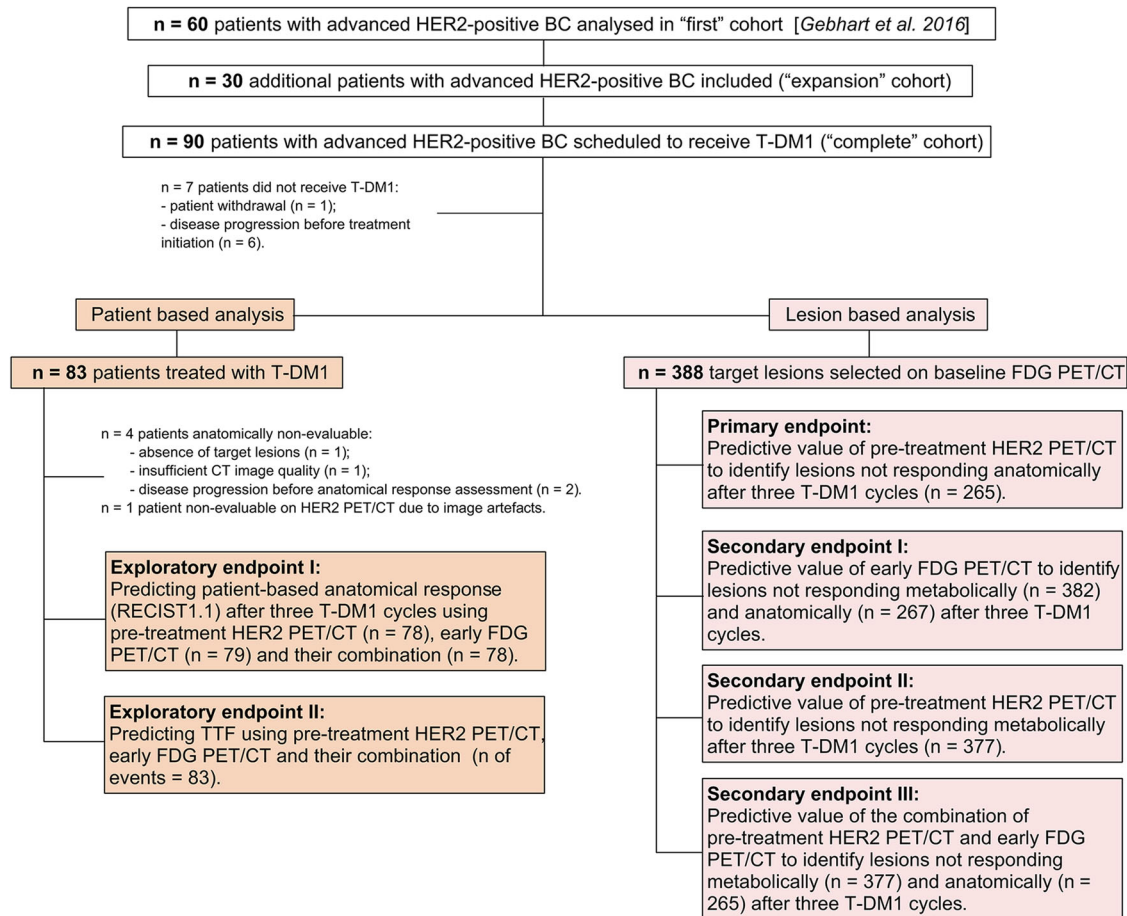 n = 60 patients with advanced HER2-positive BC analysed in “first” cohort [Gebhart et al. 2016]
n = 30 additional patients with advanced HER2-positive BC included (“expansion” cohort)
n = 90 patients with advanced HER2-positive BC scheduled to receive T-DM1 (“complete” cohort)
n = 7 patients did not receive T-DM1:
- patient withdrawal (n = 1);
- disease progression before treatment
initiation (n = 6).
Patient based analysis
n = 83 patients treated with T-DM1
n = 4 patients anatomically non-evaluable:
- absence of target lesions (n = 1);
- insufficient CT image quality (n = 1);
- disease progression before anatomical response assessment (n = 2).
n = 1 patient non-evaluable on HER2 PET/CT due to image artefacts.
Exploratory endpoint I:
Predicting patient-based anatomical response
(RECIST1.1) after three T-DM1 cycles using
pre-treatment HER2 PET/CT (n = 78), early FDG
PET/CT (n = 79) and their combination (n = 78).
Exploratory endpoint II:
Predicting TTF using pre-treatment HER2 PET/CT,
early FDG PET/CT and their combination (n of
events = 83).
Lesion based analysis
n = 388 target lesions selected on baseline FDG PET/CT
Primary endpoint:
Predictive value of pre-treatment HER2 PET/CT
to identify lesions not responding anatomically
after three T-DM1 cycles (n = 265).
Secondary endpoint I:
Predictive value of early FDG PET/CT to identify
lesions not responding metabolically (n = 382)
and anatomically (n = 267) after three T-DM1
cycles.
Secondary endpoint II:
Predictive value of pre-treatment HER2 PET/CT
to identify lesions not responding metabolically
after three T-DM1 cycles (n = 377).
Secondary endpoint III:
Predictive value of the combination of
pre-treatment HER2 PET/CT and early FDG
PET/CT to identify lesions not responding
metabolically (n = 377) and anatomically (n =
265) after three T-DM1 cycles.